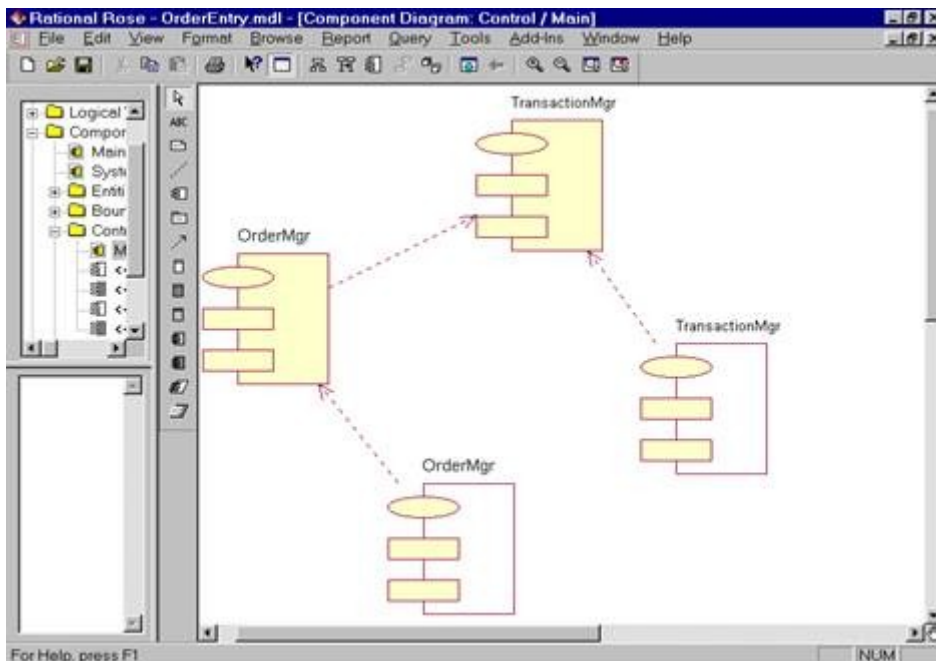 Rational Rose - OrderEntry.mdl - [Component Diagram: Control / Main]
File Edit View Format Browse Report Query Tools Add-Ins Window Help
Logical
Compor
Main
Syst
Entiti
Bour
Conti
M
ABC
TransactionMgr
OrderMgr
TransactionMgr
OrderMgr
For Help, press F1
NUM